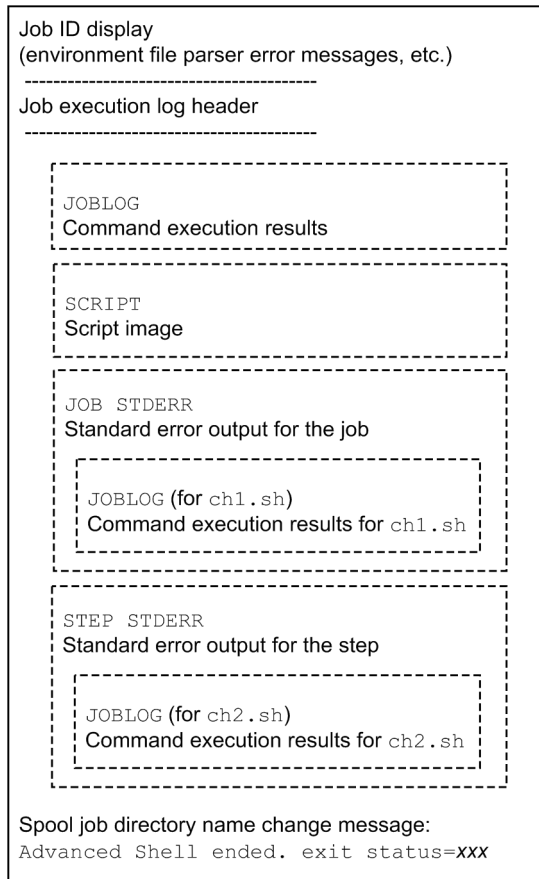 Job ID display
(environment file parser error messages, etc.)
-----------------------------------------
Job execution log header
-----------------------------------------
JOBLOG
Command execution results
SCRIPT
Script image
JOB STDERR
Standard error output for the job
JOBLOG (for ch1.sh)
Command execution results for ch1.sh
STEP STDERR
Standard error output for the step
JOBLOG (for ch2.sh)
Command execution results for ch2.sh
Spool job directory name change message:
Advanced Shell ended. exit status=xxx